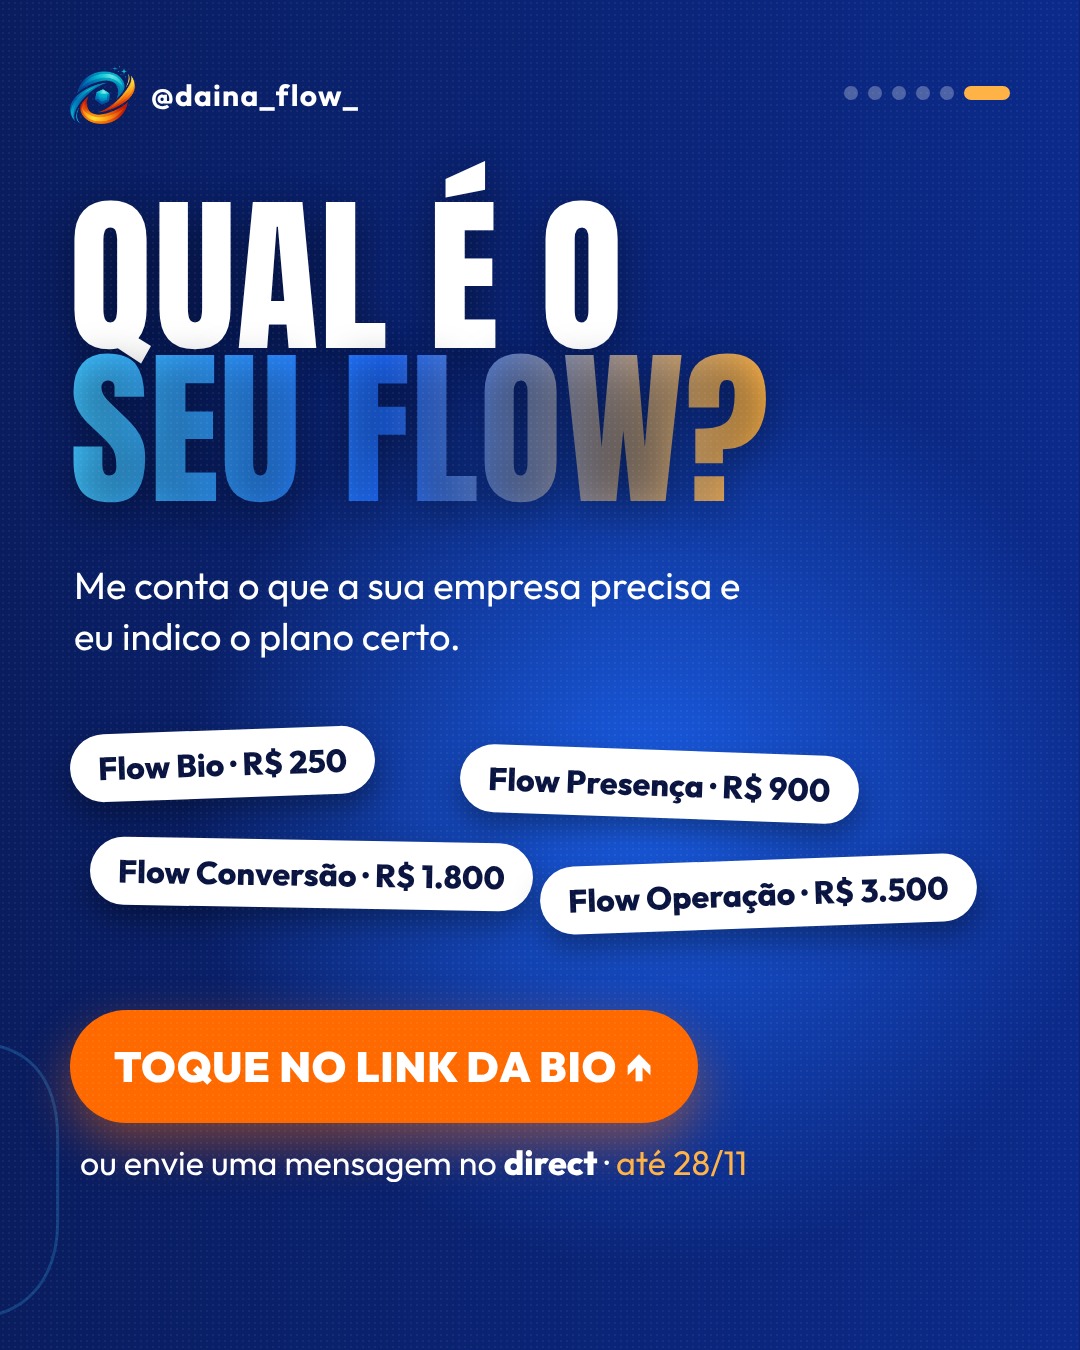 @daina_flow_
QUAL É O
SEU FLOW?
Me conta o que a sua empresa precisa e
eu indico o plano certo.
Flow Bio · R$ 250
Flow Presença · R$ 900
Flow Conversão · R$ 1.800
Flow Operação · R$ 3.500
TOQUE NO LINK DA BIO ↑
ou envie uma mensagem no direct · até 28/11